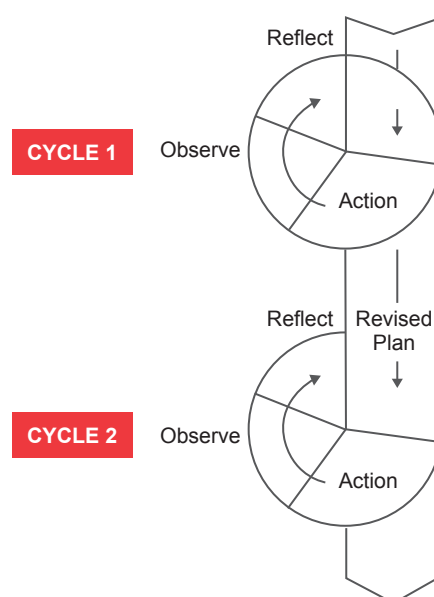 Reflect
CYCLE 1
Observe
Action
Reflect
Revised
Plan
CYCLE 2
Observe
Action